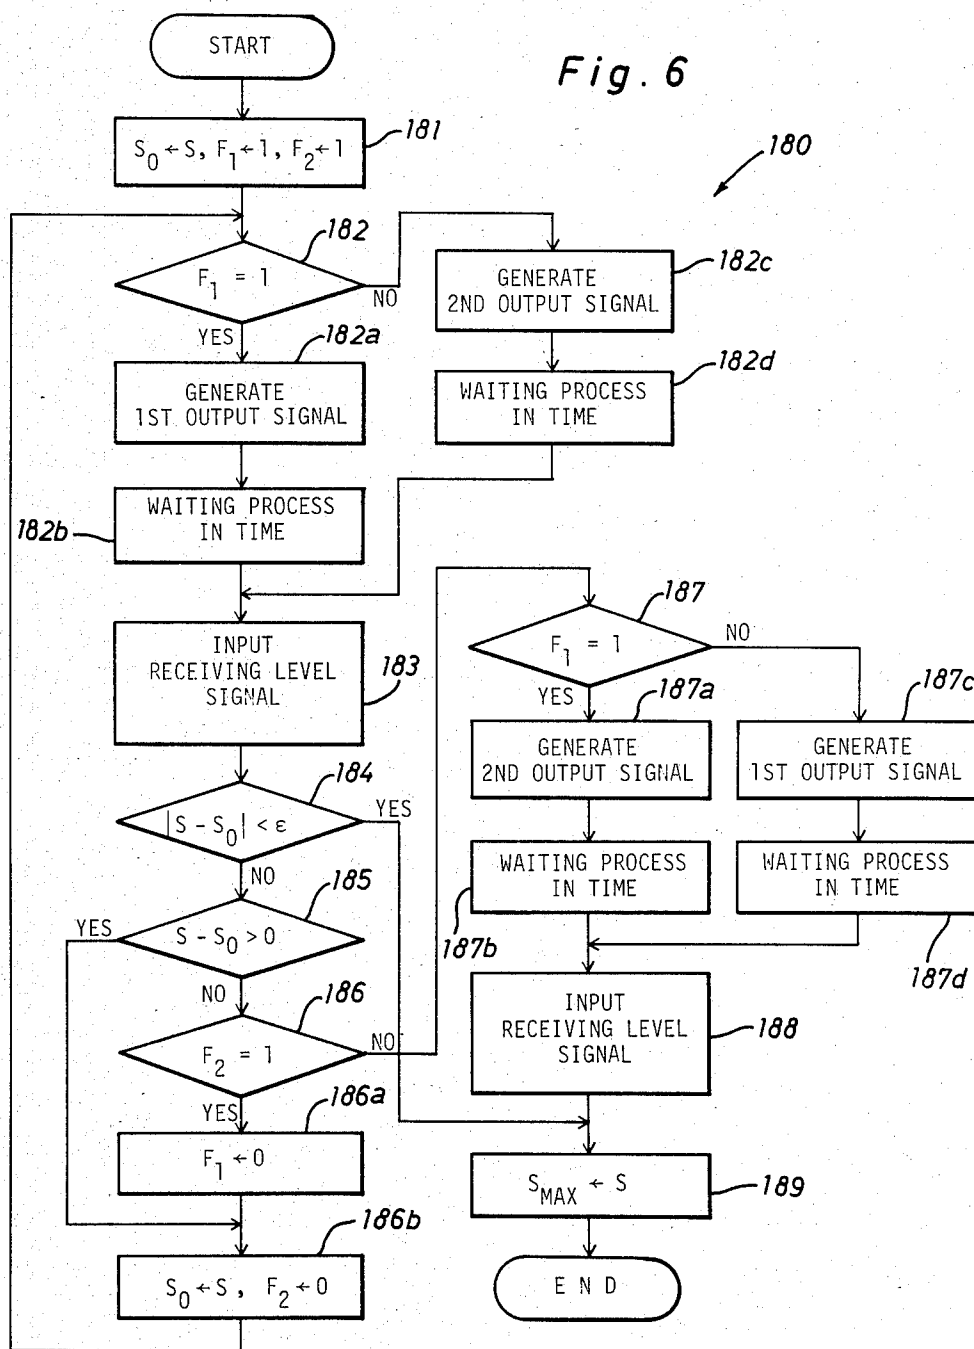 START
Fig. 6
S0 ← S, F1 ← 1, F2 ← 1
181
180
182
F1 = 1
NO
YES
GENERATE
2ND OUTPUT SIGNAL
182c
182a
GENERATE
1ST OUTPUT SIGNAL
182d
WAITING PROCESS
IN TIME
WAITING PROCESS
IN TIME
182b
INPUT
RECEIVING LEVEL
SIGNAL
183
187
F1 = 1
NO
YES
187a
187c
GENERATE
2ND OUTPUT SIGNAL
GENERATE
1ST OUTPUT SIGNAL
184
|S - S0| < ε
YES
NO
WAITING PROCESS
IN TIME
187b
WAITING PROCESS
IN TIME
187d
185
YES
S - S0 > 0
NO
186
F2 = 1
NO
YES
INPUT
RECEIVING LEVEL
SIGNAL
188
186a
F1 ← 0
SMAX ← S
189
186b
S0 ← S, F2 ← 0
END